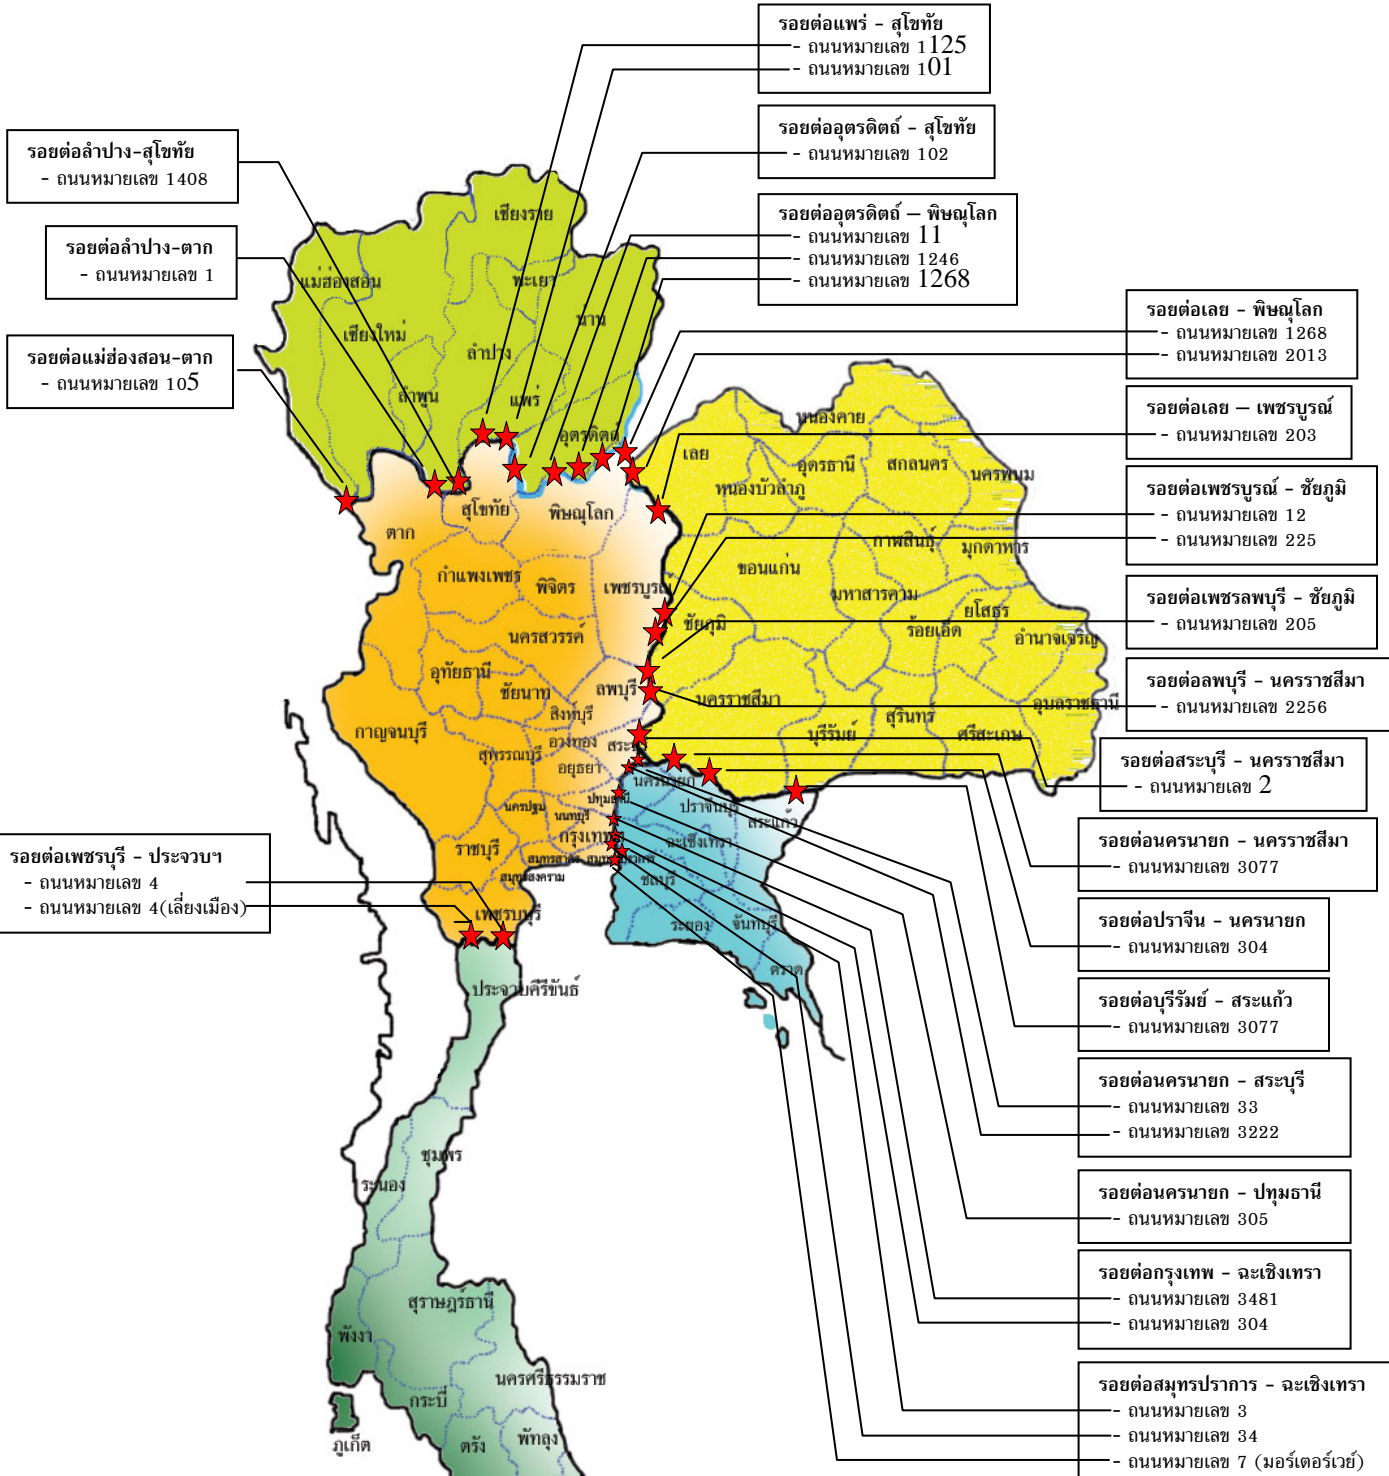 รอยต่อแพร่ - สุโขทัย
- ถนนหมายเลข 1125
- ถนนหมายเลข 101
รอยต่ออุตรดิตถ์ - สุโขทัย
- ถนนหมายเลข 102
รอยต่อลำปาง-สุโขทัย
- ถนนหมายเลข 1408
รอยต่ออุตรดิตถ์ – พิษณุโลก
- ถนนหมายเลข 11
- ถนนหมายเลข 1246
- ถนนหมายเลข 1268
รอยต่อลำปาง-ตาก
- ถนนหมายเลข 1
รอยต่อแม่ฮ่องสอน-ตาก
- ถนนหมายเลข 105
รอยต่อเลย - พิษณุโลก
- ถนนหมายเลข 1268
- ถนนหมายเลข 2013
รอยต่อเลย – เพชรบูรณ์
- ถนนหมายเลข 203
รอยต่อเพชรบูรณ์ - ชัยภูมิ
- ถนนหมายเลข 12
- ถนนหมายเลข 225
รอยต่อเพชรลพบุรี - ชัยภูมิ
- ถนนหมายเลข 205
รอยต่อลพบุรี - นครราชสีมา
- ถนนหมายเลข 2256
รอยต่อสระบุรี - นครราชสีมา
- ถนนหมายเลข 2
รอยต่อนครนายก - นครราชสีมา
- ถนนหมายเลข 3077
รอยต่อปราจีน - นครนายก
- ถนนหมายเลข 304
รอยต่อบุรีรัมย์ - สระแก้ว
- ถนนหมายเลข 3077
รอยต่อนครนายก - สระบุรี
- ถนนหมายเลข 33
- ถนนหมายเลข 3222
รอยต่อนครนายก - ปทุมธานี
- ถนนหมายเลข 305
รอยต่อกรุงเทพ - ฉะเชิงเทรา
- ถนนหมายเลข 3481
- ถนนหมายเลข 304
รอยต่อสมุทรปราการ - ฉะเชิงเทรา
- ถนนหมายเลข 3
- ถนนหมายเลข 34
- ถนนหมายเลข 7 (มอร์เตอร์เวย์)
รอยต่อเพชรบุรี - ประจวบฯ
- ถนนหมายเลข 4
- ถนนหมายเลข 4(เลี่ยงเมือง)
เชียงราย
แม่ฮ่องสอน
พะเยา
น่าน
เชียงใหม่
ลำปาง
ลำพูน
แพร่
อุตรดิตถ์
หนองคาย
เลย
อุดรธานี
สกลนคร
นครพนม
หนองบัวลำภู
สุโขทัย
พิษณุโลก
ตาก
กาฬสินธุ์
มุกดาหาร
ขอนแก่น
กำแพงเพชร
พิจิตร
เพชรบูรณ์
มหาสารคาม
ยโสธร
ชัยภูมิ
ร้อยเอ็ด
อำนาจเจริญ
นครสวรรค์
อุทัยธานี
ชัยนาท
ลพบุรี
นครราชสีมา
อุบลราชธานี
สิงห์บุรี
สุรินทร์
กาญจนบุรี
บุรีรัมย์
ศรีสะเกษ
สุพรรณบุรี
อ่างทอง
อยุธยา
นครนายก
ปทุมธานี
นครปฐม
นนทบุรี
ปราจีนบุรี
สระแก้ว
กรุงเทพฯ
ฉะเชิงเทรา
ราชบุรี
สมุทรสาคร
สมุทรปราการ
สมุทรสงคราม
ชลบุรี
เพชรบบุรี
ระยอง
จันทบุรี
ตราด
ประจวบคีรีขันธ์
ชุมพร
ระนอง
สุราษฎร์ธานี
พังงา
นครศรีธรรมราช
กระบี่
ภูเก็ต
ตรัง
พัทลุง